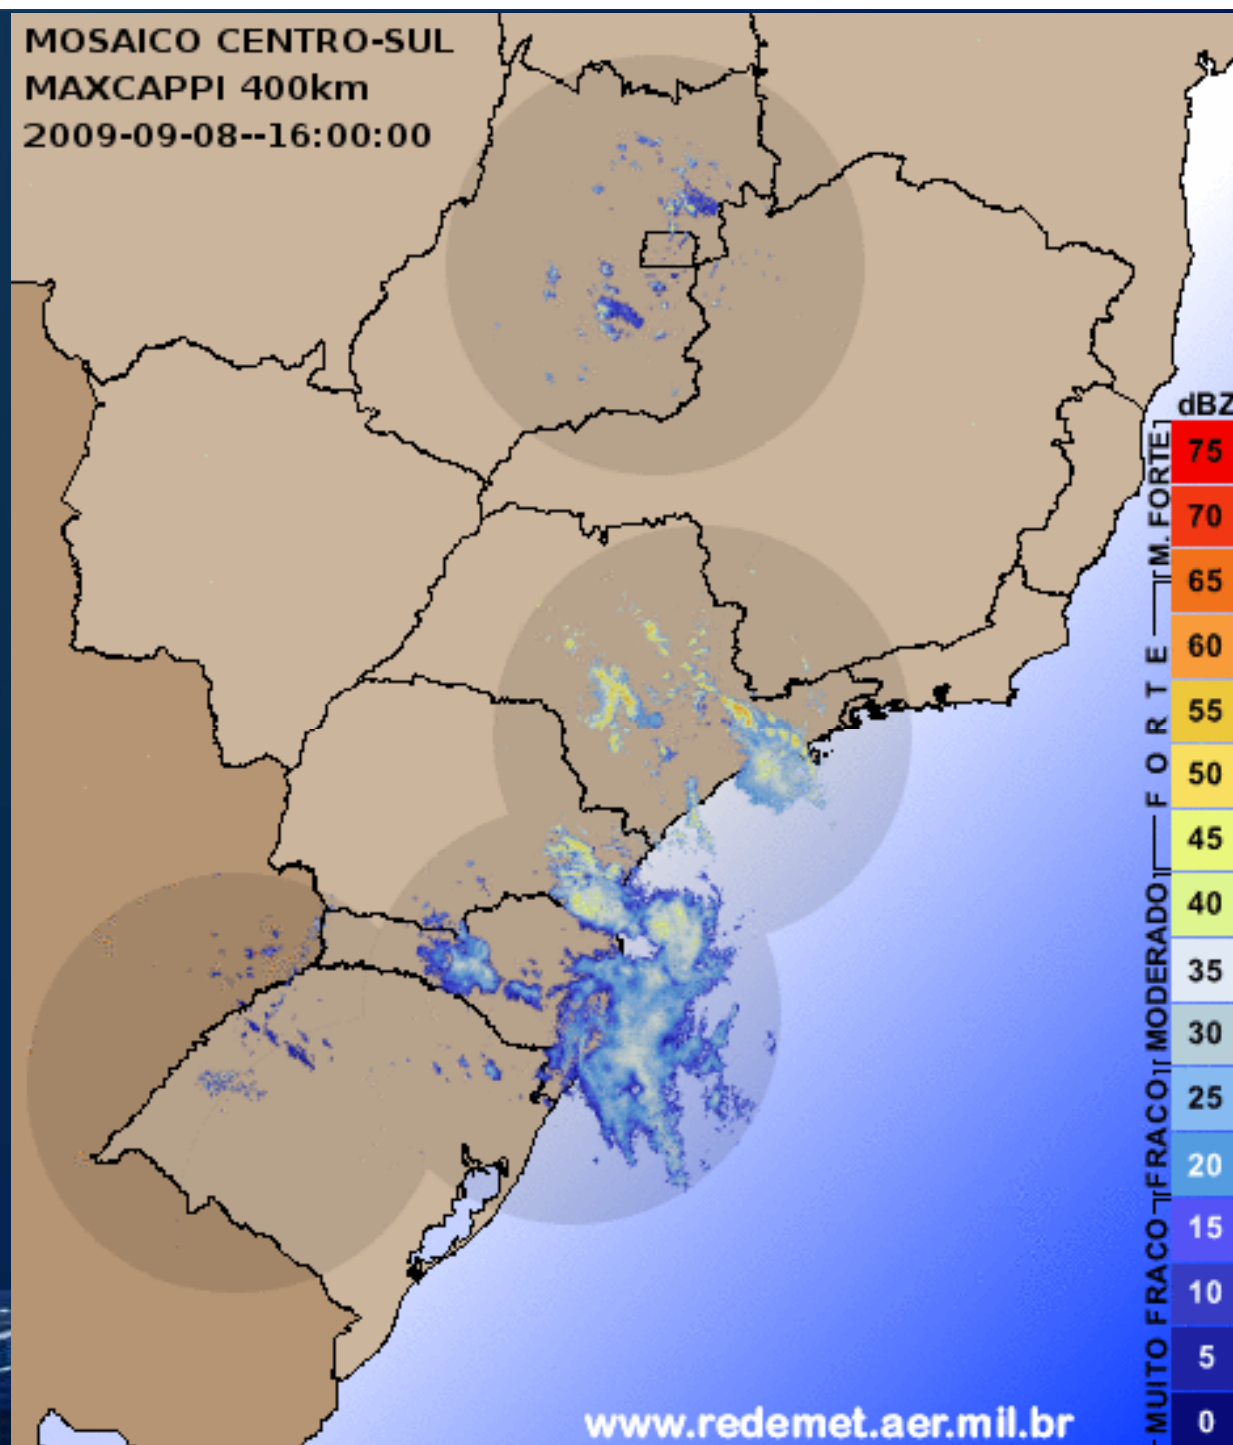 MOSAICO CENTRO-SUL
MAXCAPPI 400km
2009-09-08--16:00:00
dBZ
75
70
65
60
55
50
45
40
35
30
25
20
15
10
5
0
M. FORTE
FORTE
MODERADO
FRACO
MUITO FRACO
www.redemet.aer.mil.br